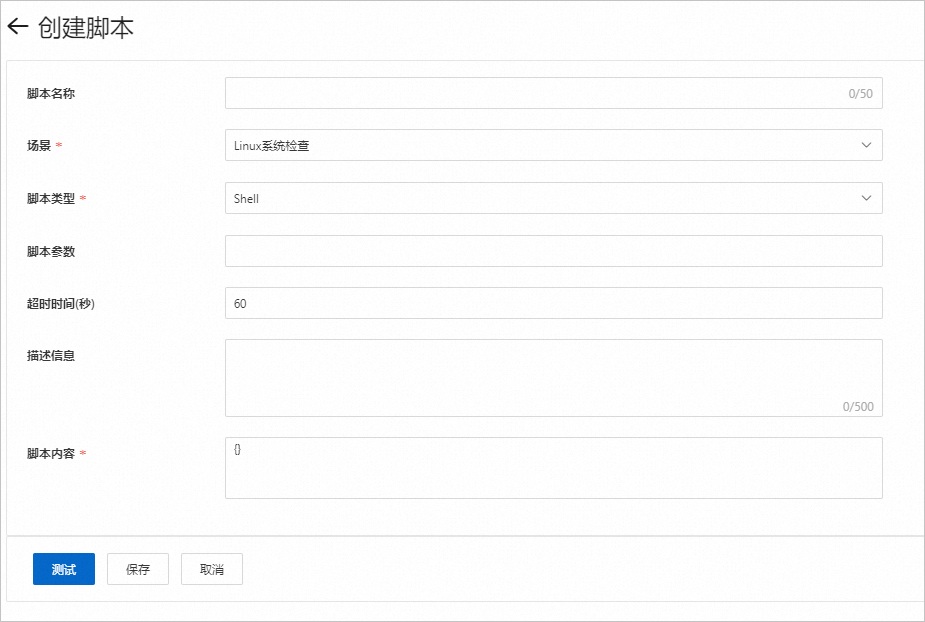 创建脚本
脚本名称
0/50
场景 *
Linux系统检查
脚本类型 *
Shell
脚本参数
超时时间(秒)
60
描述信息
0/500
脚本内容 *
{}
测试 保存 取消